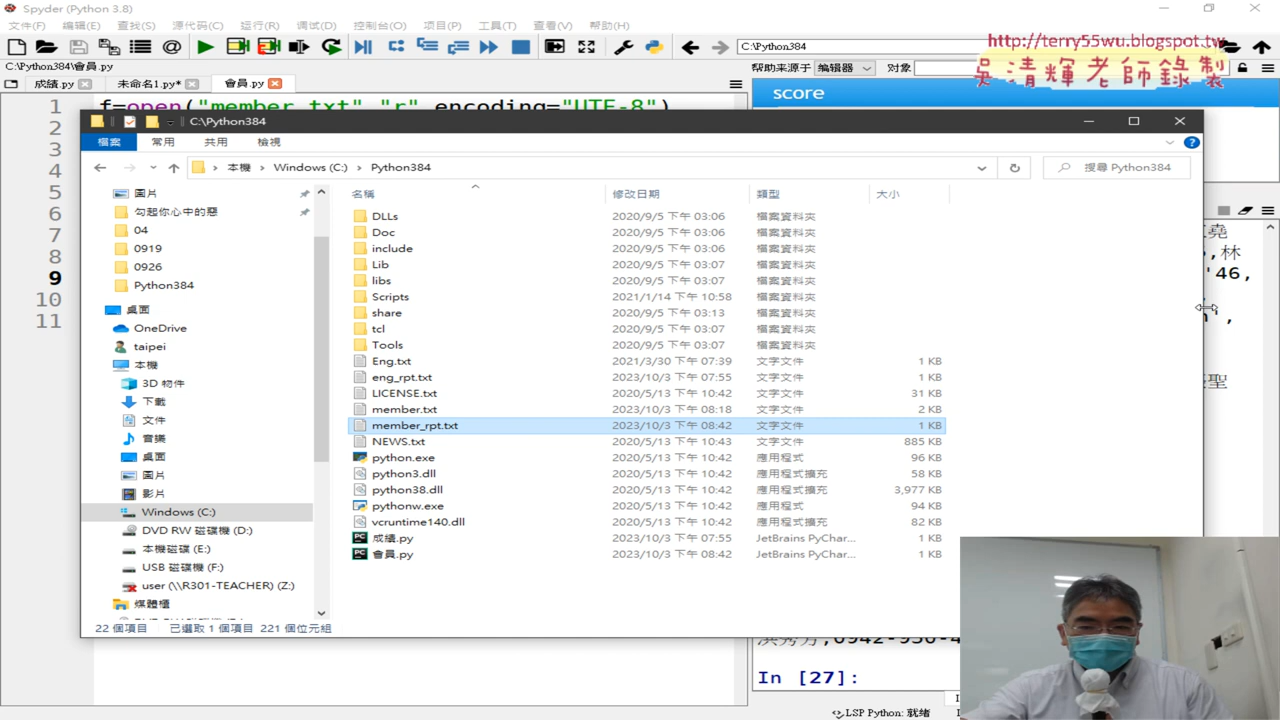 Spyder (Python 3.8)
文件(F) 编辑(E) 查找(S) 源代码(C) 运行(R) 调试(D) 控制台(O) 项目(P) 工具(T) 查看(V) 帮助(H)
C:\Python384
http://terry55wu.blogspot.tw
吳清輝老師錄製
C:\Python384\會員.py
帮助来源于 编辑器 对象
成績.py 未命名1.py* 會員.py
score
1 f=open("member.txt","r",encoding="UTF-8")
2
3
4
5
6
7
8
9
10
11
C:\Python384
檔案 常用 共用 檢視
本機 > Windows (C:) > Python384
搜尋 Python384
圖片
勾起你心中的惡
04
0919
0926
Python384
桌面
OneDrive
taipei
本機
3D 物件
下載
文件
音樂
桌面
圖片
影片
Windows (C:)
DVD RW 磁碟機 (D:)
本機磁碟 (E:)
USB 磁碟機 (F:)
user (\\R301-TEACHER) (Z:)
媒體櫃
名稱 修改日期 類型 大小
DLLs 2020/9/5 下午 03:06 檔案資料夾
Doc 2020/9/5 下午 03:06 檔案資料夾
include 2020/9/5 下午 03:06 檔案資料夾
Lib 2020/9/5 下午 03:07 檔案資料夾
libs 2020/9/5 下午 03:07 檔案資料夾
Scripts 2021/1/14 下午 10:58 檔案資料夾
share 2020/9/5 下午 03:13 檔案資料夾
tcl 2020/9/5 下午 03:07 檔案資料夾
Tools 2020/9/5 下午 03:07 檔案資料夾
Eng.txt 2021/3/30 下午 07:39 文字文件 1 KB
eng_rpt.txt 2023/10/3 下午 07:55 文字文件 1 KB
LICENSE.txt 2020/5/13 下午 10:42 文字文件 31 KB
member.txt 2023/10/3 下午 08:18 文字文件 2 KB
member_rpt.txt 2023/10/3 下午 08:42 文字文件 1 KB
NEWS.txt 2020/5/13 下午 10:43 文字文件 885 KB
python.exe 2020/5/13 下午 10:42 應用程式 96 KB
python3.dll 2020/5/13 下午 10:42 應用程式擴充 58 KB
python38.dll 2020/5/13 下午 10:42 應用程式擴充 3,977 KB
pythonw.exe 2020/5/13 下午 10:42 應用程式 94 KB
vcruntime140.dll 2020/5/13 下午 10:42 應用程式擴充 82 KB
成績.py 2023/10/3 下午 07:55 JetBrains PyChar... 1 KB
會員.py 2023/10/3 下午 08:42 JetBrains PyChar... 1 KB
22 個項目 已選取 1 個項目 221 個位元組
堯
,林
'46,
',
聖
In [27]:
LSP Python: 就绪